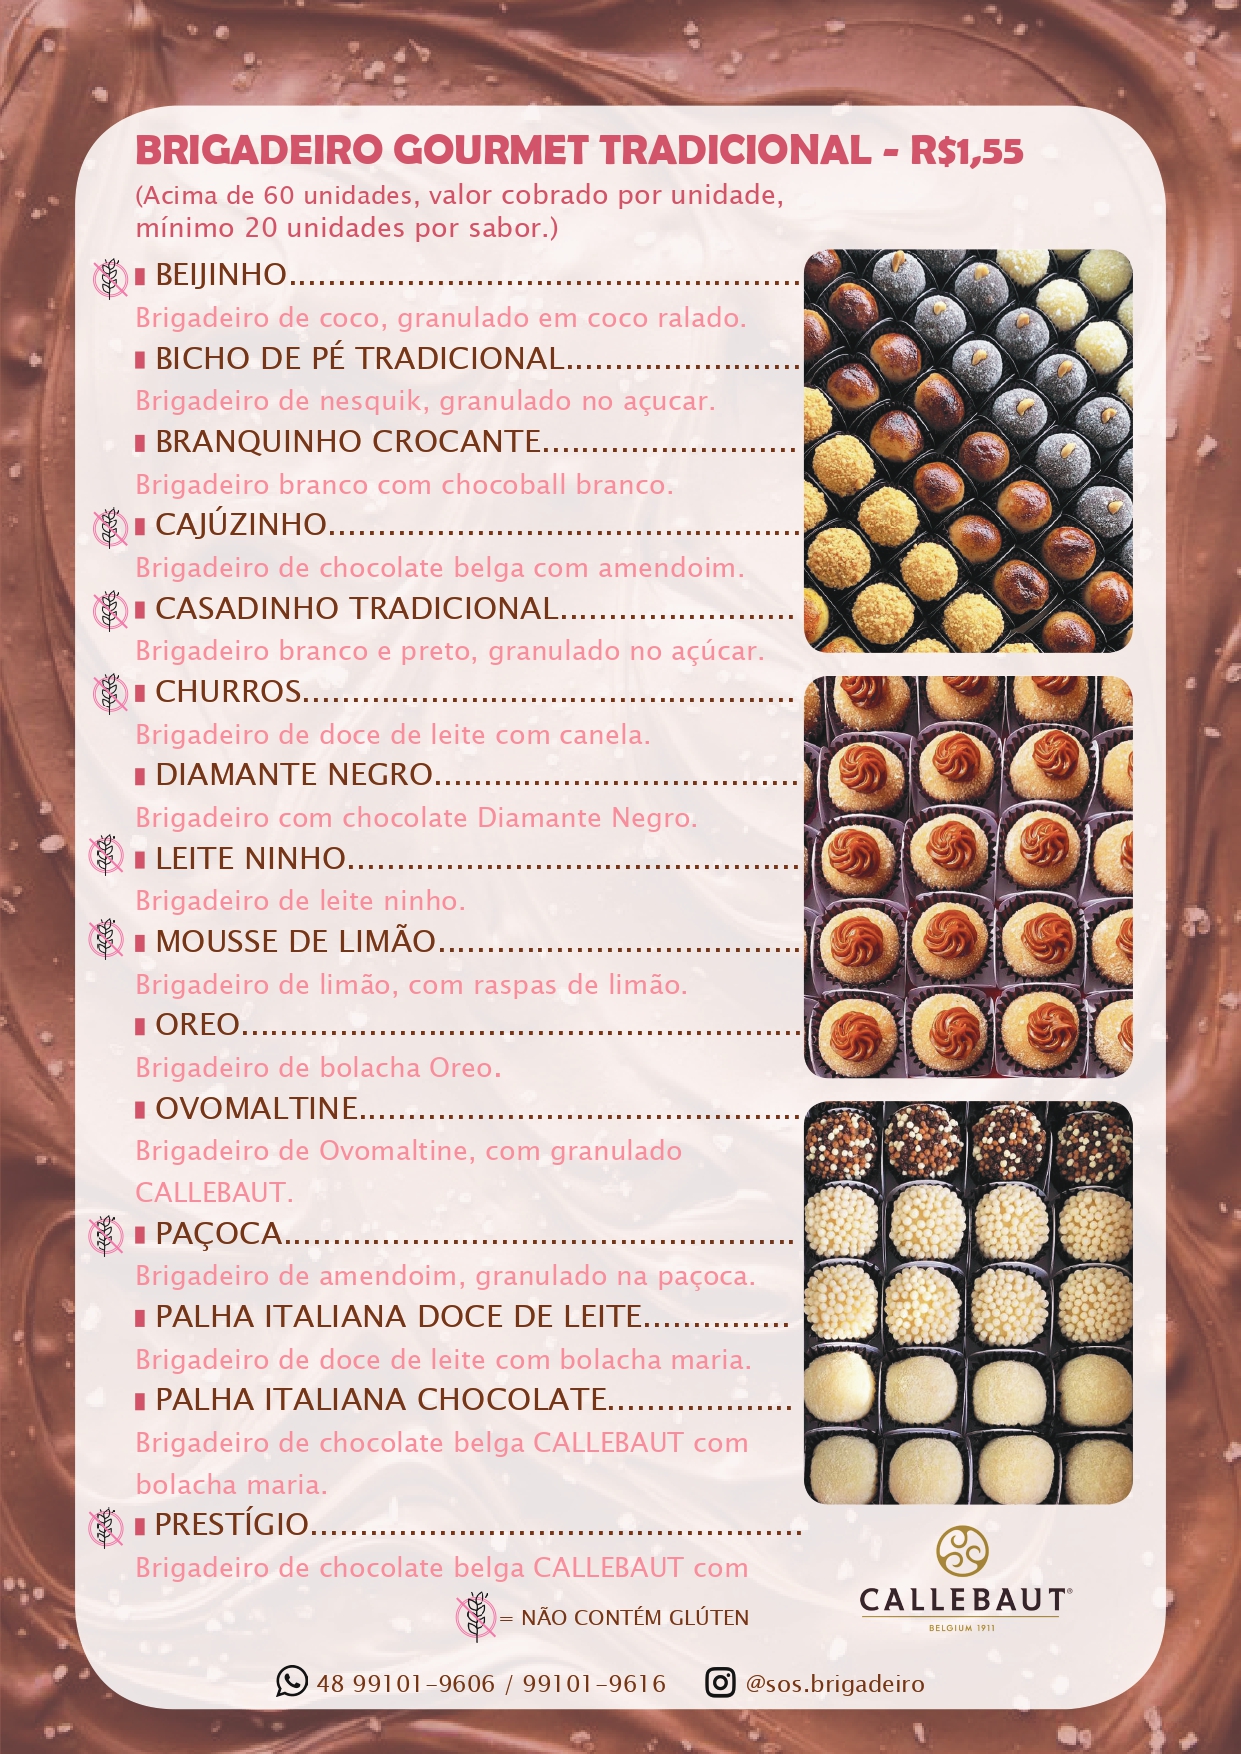 BRIGADEIRO GOURMET TRADICIONAL - R$1,55
(Acima de 60 unidades, valor cobrado por unidade,
mínimo 20 unidades por sabor.)
BEIJINHO....................................................
Brigadeiro de coco, granulado em coco ralado.
BICHO DE PÉ TRADICIONAL........................
Brigadeiro de nesquik, granulado no açucar.
BRANQUINHO CROCANTE..........................
Brigadeiro branco com chocoball branco.
CAJÚZINHO................................................
Brigadeiro de chocolate belga com amendoim.
CASADINHO TRADICIONAL........................
Brigadeiro branco e preto, granulado no açúcar.
CHURROS..................................................
Brigadeiro de doce de leite com canela.
DIAMANTE NEGRO.....................................
Brigadeiro com chocolate Diamante Negro.
LEITE NINHO..............................................
Brigadeiro de leite ninho.
MOUSSE DE LIMÃO.....................................
Brigadeiro de limão, com raspas de limão.
OREO.........................................................
Brigadeiro de bolacha Oreo.
OVOMALTINE.............................................
Brigadeiro de Ovomaltine, com granulado
CALLEBAUT.
PAÇOCA....................................................
Brigadeiro de amendoim, granulado na paçoca.
PALHA ITALIANA DOCE DE LEITE...............
Brigadeiro de doce de leite com bolacha maria.
PALHA ITALIANA CHOCOLATE...................
Brigadeiro de chocolate belga CALLEBAUT com
bolacha maria.
PRESTÍGIO..................................................
Brigadeiro de chocolate belga CALLEBAUT com
= NÃO CONTÉM GLÚTEN
CALLEBAUT®
BELGIUM 1911
48 99101-9606 / 99101-9616 @sos.brigadeiro